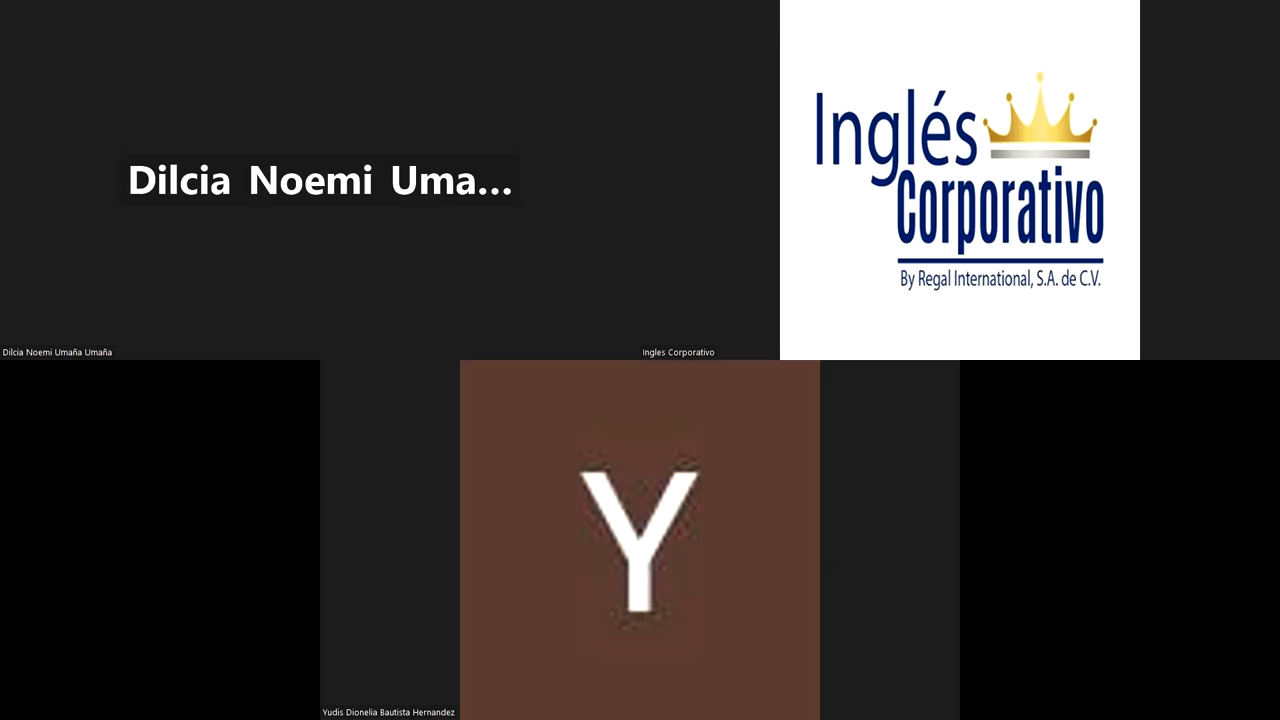 Dilcia Noemi Uma...
Dilcia Noemi Umaña Umaña
Inglés
Corporativo
By Regal International, S.A. de C.V.
Ingles Corporativo
Y
Yudis Dionelia Bautista Hernandez